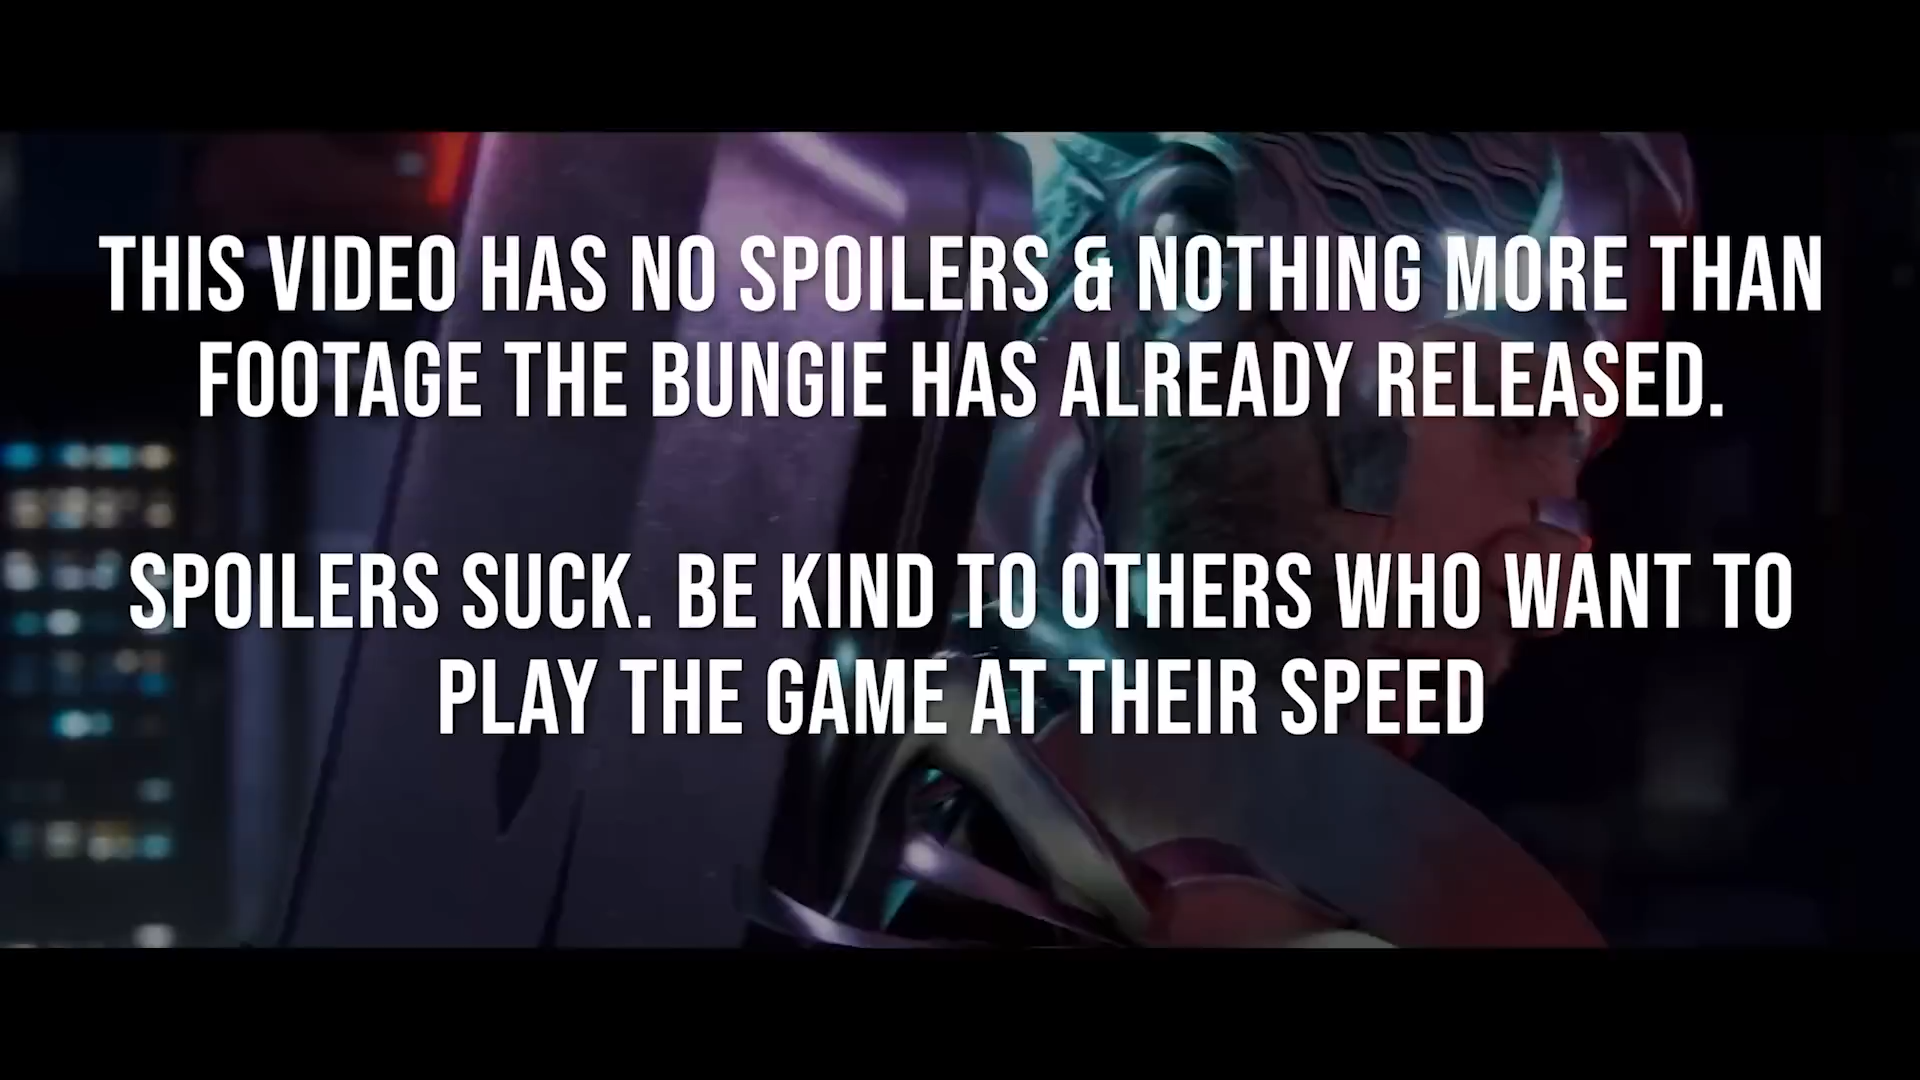 THIS VIDEO HAS NO SPOILERS & NOTHING MORE THAN
FOOTAGE THE BUNGIE HAS ALREADY RELEASED.
SPOILERS SUCK. BE KIND TO OTHERS WHO WANT TO
PLAY THE GAME AT THEIR SPEED